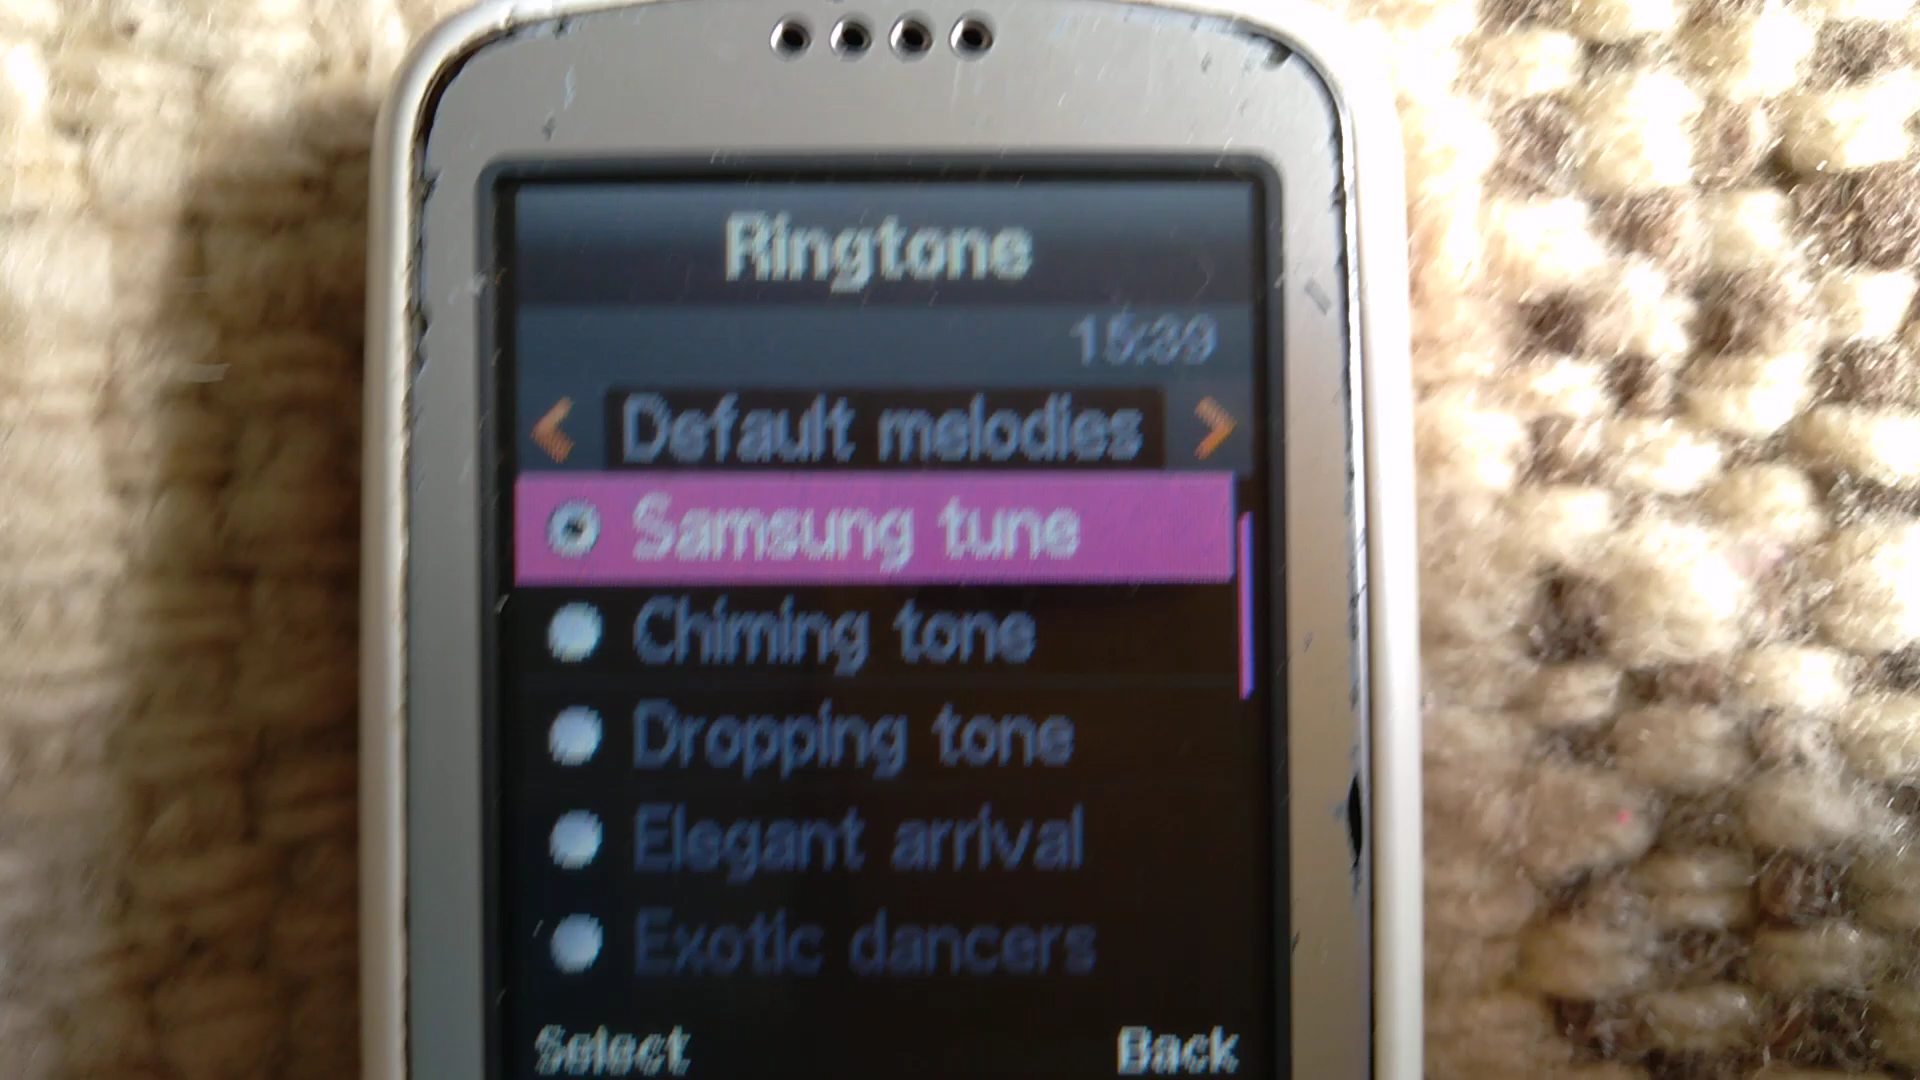 Ringtone
15:39
Default melodies
Samsung tune
Chiming tone
Dropping tone
Elegant arrival
Exotic dancers
Select Back